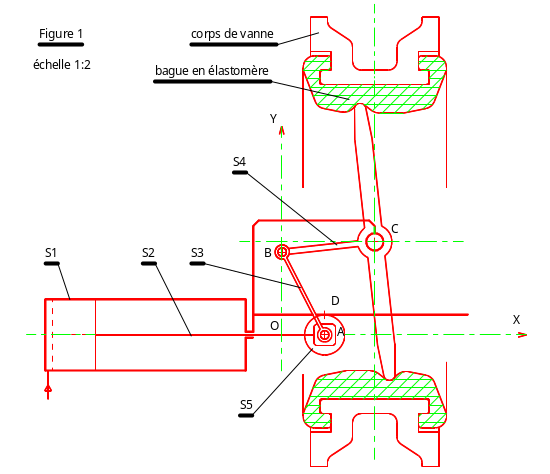 Figure 1
corps de vanne
échelle 1:2
bague en élastomère
Y
S4
C
S1
S2
S3
B
D
O
A
X
S5